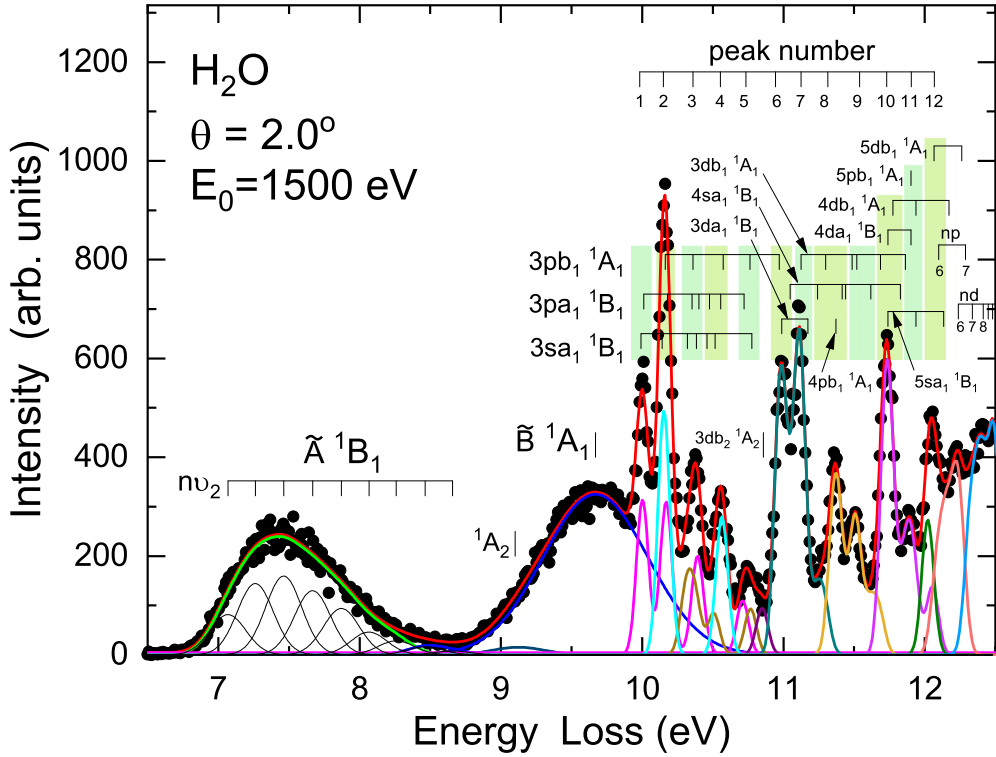 peak number
1 2 3 4 5 6 7 8 9 10 11 12
H₂O
θ = 2.0°
E₀=1500 eV
5db₁ ¹A₁
3db₁ ¹A₁
5pb₁ ¹A₁
4sa₁ ¹B₁
4db₁ ¹A₁
3da₁ ¹B₁
4da₁ ¹B₁
np
3pb₁ ¹A₁
6 7
3pa₁ ¹B₁
nd
6 7 8
3sa₁ ¹B₁
4pb₁ ¹A₁
5sa₁ ¹B₁
Ã ¹B₁
B̃ ¹A₁
3db₂ ¹A₂
nυ₂
¹A₂
1200
1000
800
600
400
200
0
Intensity (arb. units)
7 8 9 10 11 12
Energy Loss (eV)